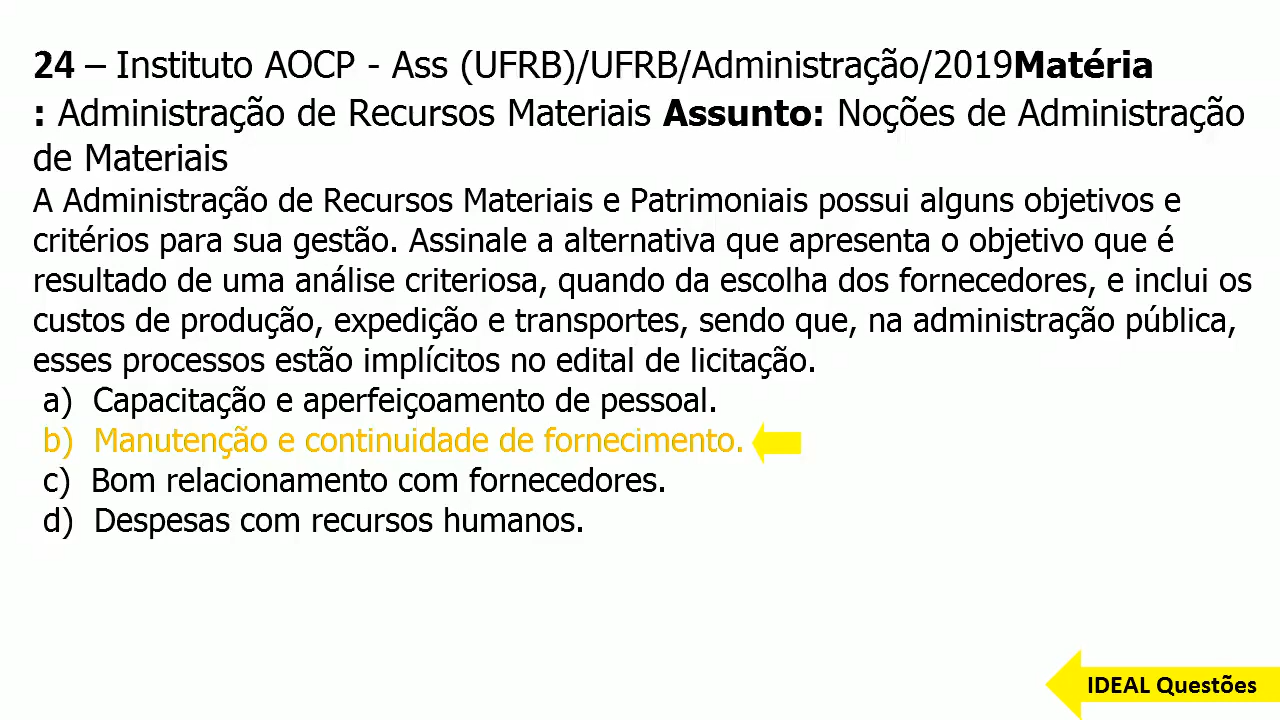 24 – Instituto AOCP - Ass (UFRB)/UFRB/Administração/2019Matéria
: Administração de Recursos Materiais Assunto: Noções de Administração
de Materiais
A Administração de Recursos Materiais e Patrimoniais possui alguns objetivos e
critérios para sua gestão. Assinale a alternativa que apresenta o objetivo que é
resultado de uma análise criteriosa, quando da escolha dos fornecedores, e inclui os
custos de produção, expedição e transportes, sendo que, na administração pública,
esses processos estão implícitos no edital de licitação.
a) Capacitação e aperfeiçoamento de pessoal.
b) Manutenção e continuidade de fornecimento.
c) Bom relacionamento com fornecedores.
d) Despesas com recursos humanos.
IDEAL Questões